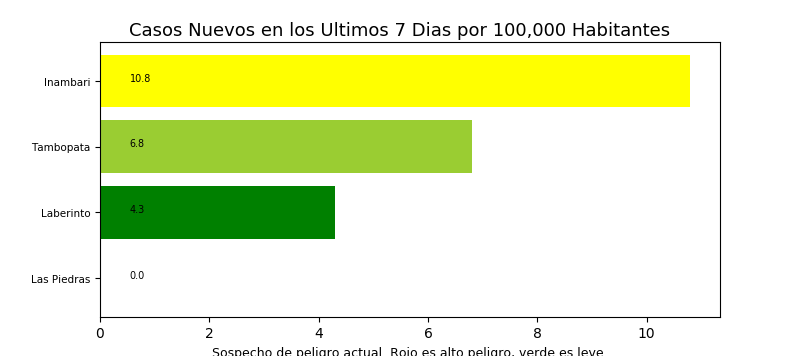 Casos Nuevos en los Ultimos 7 Dias por 100,000 Habitantes
Inambari 10.8
Tambopata 6.8
Laberinto 4.3
Las Piedras 0.0
0 2 4 6 8 10
Sospecho de peligro actual. Rojo es alto peligro, verde es leve